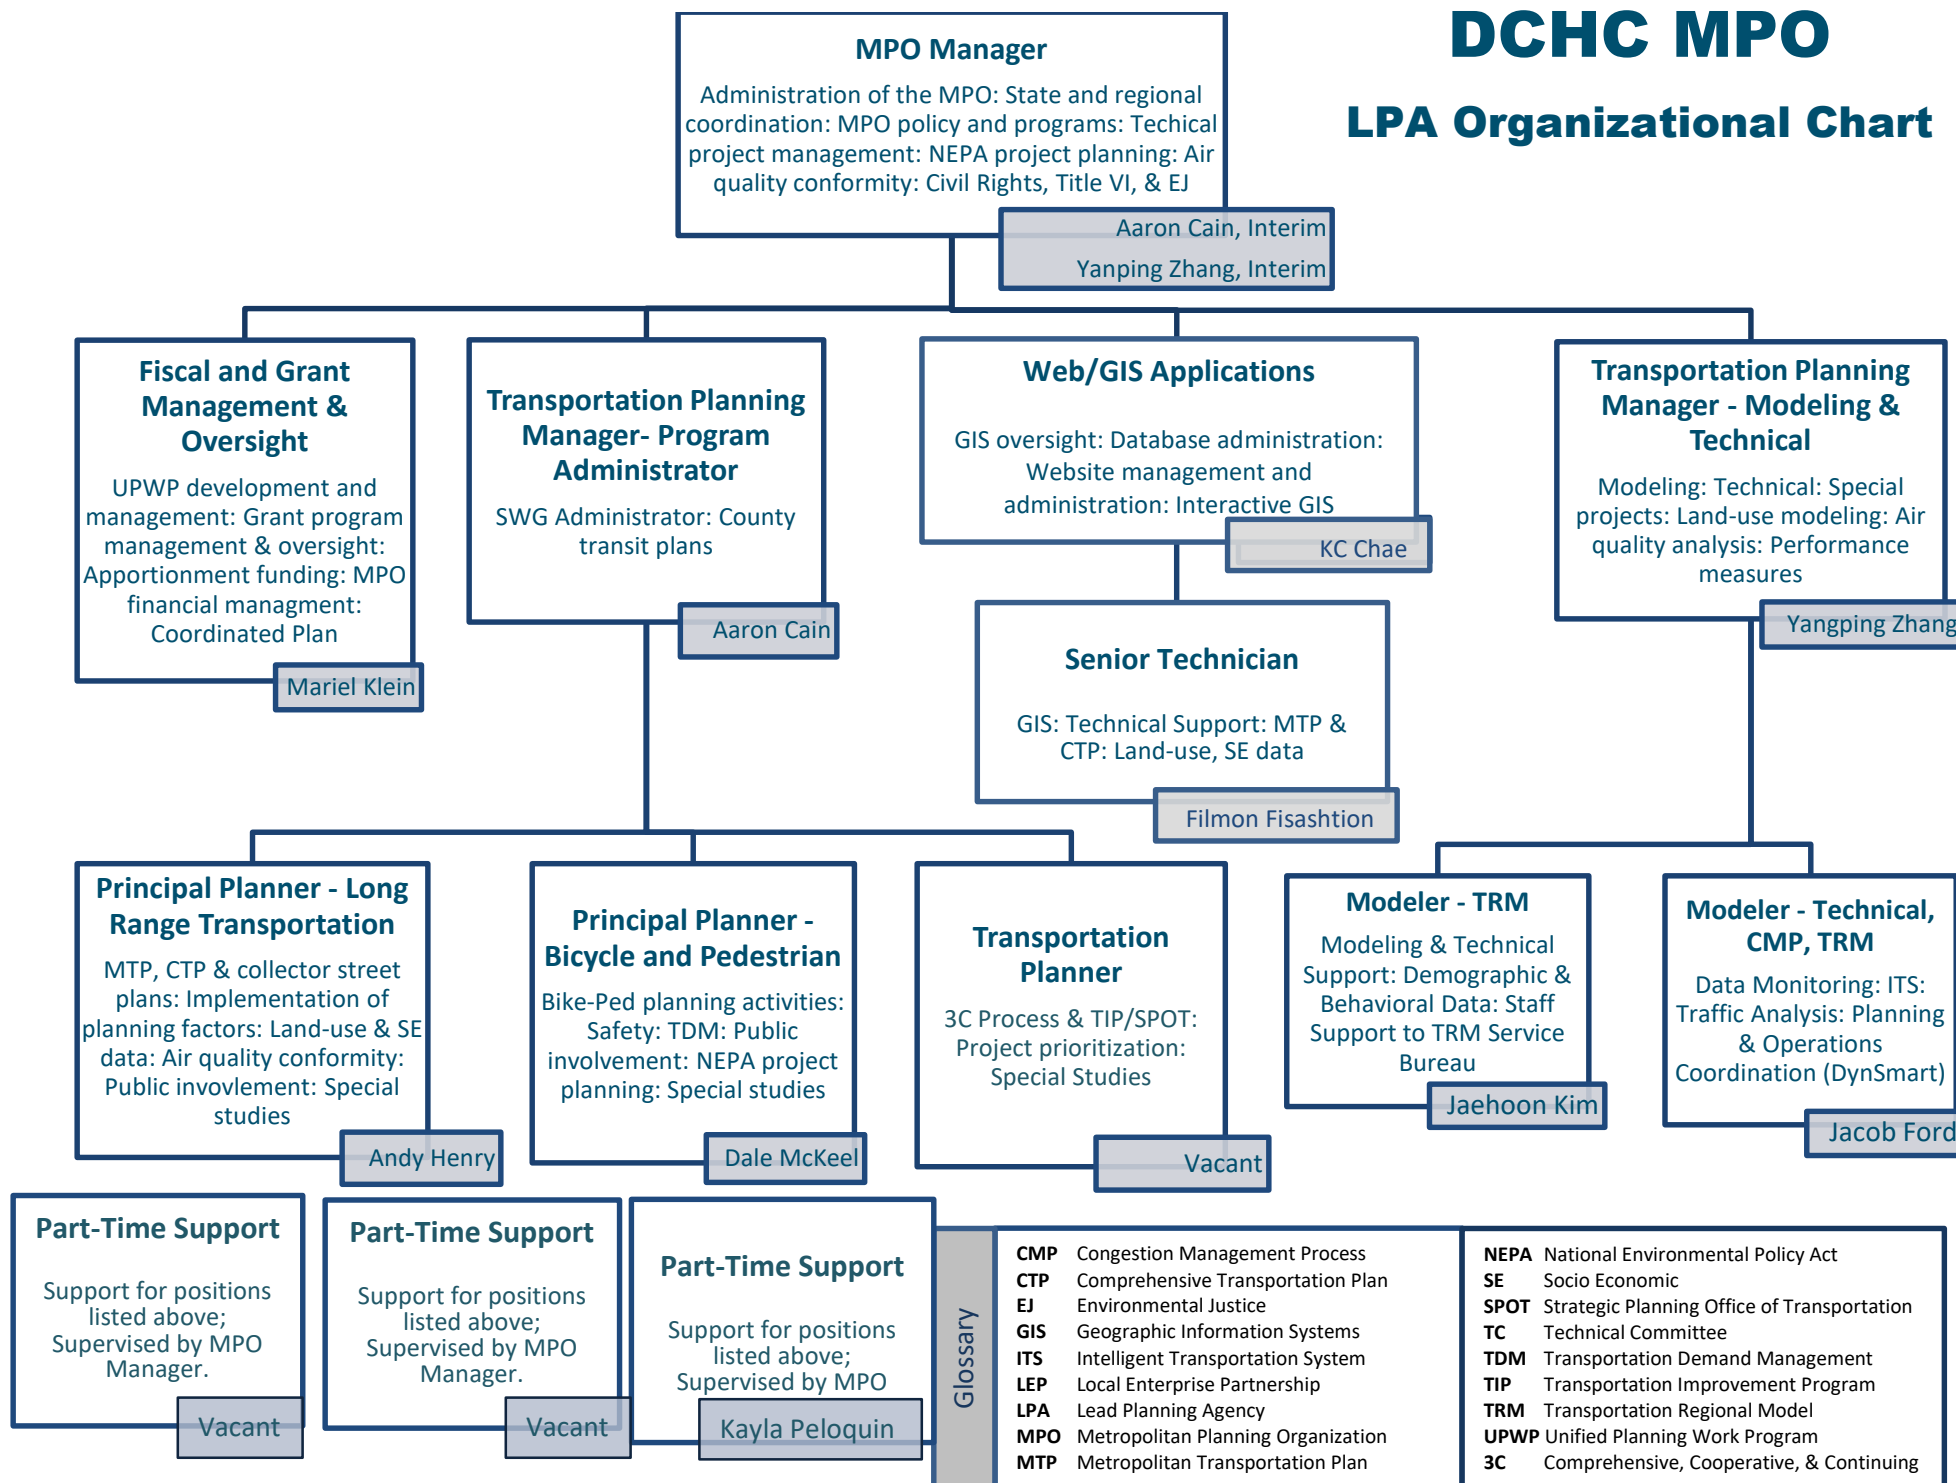 DCHC MPO
LPA Organizational Chart
MPO Manager
Administration of the MPO: State and regional
coordination: MPO policy and programs: Techical
project management: NEPA project planning: Air
quality conformity: Civil Rights, Title VI, & EJ
Aaron Cain, Interim
Yanping Zhang, Interim
Fiscal and Grant
Management &
Oversight
UPWP development and
management: Grant program
management & oversight:
Apportionment funding: MPO
financial managment:
Coordinated Plan
Mariel Klein
Transportation Planning
Manager- Program
Administrator
SWG Administrator: County
transit plans
Aaron Cain
Web/GIS Applications
GIS oversight: Database administration:
Website management and
administration: Interactive GIS
KC Chae
Transportation Planning
Manager - Modeling &
Technical
Modeling: Technical: Special
projects: Land-use modeling: Air
quality analysis: Performance
measures
Yangping Zhang
Senior Technician
GIS: Technical Support: MTP &
CTP: Land-use, SE data
Filmon Fisashtion
Principal Planner - Long
Range Transportation
MTP, CTP & collector street
plans: Implementation of
planning factors: Land-use & SE
data: Air quality conformity:
Public invovlement: Special
studies
Andy Henry
Principal Planner -
Bicycle and Pedestrian
Bike-Ped planning activities:
Safety: TDM: Public
involvement: NEPA project
planning: Special studies
Dale McKeel
Transportation
Planner
3C Process & TIP/SPOT:
Project prioritization:
Special Studies
Vacant
Modeler - TRM
Modeling & Technical
Support: Demographic &
Behavioral Data: Staff
Support to TRM Service
Bureau
Jaehoon Kim
Modeler - Technical,
CMP, TRM
Data Monitoring: ITS:
Traffic Analysis: Planning
& Operations
Coordination (DynSmart)
Jacob Ford
Part-Time Support
Support for positions
listed above;
Supervised by MPO
Manager.
Vacant
Part-Time Support
Support for positions
listed above;
Supervised by MPO
Manager.
Vacant
Part-Time Support
Support for positions
listed above;
Supervised by MPO
Kayla Peloquin
Glossary
CMP Congestion Management Process
CTP Comprehensive Transportation Plan
EJ Environmental Justice
GIS Geographic Information Systems
ITS Intelligent Transportation System
LEP Local Enterprise Partnership
LPA Lead Planning Agency
MPO Metropolitan Planning Organization
MTP Metropolitan Transportation Plan
NEPA National Environmental Policy Act
SE Socio Economic
SPOT Strategic Planning Office of Transportation
TC Technical Committee
TDM Transportation Demand Management
TIP Transportation Improvement Program
TRM Transportation Regional Model
UPWP Unified Planning Work Program
3C Comprehensive, Cooperative, & Continuing